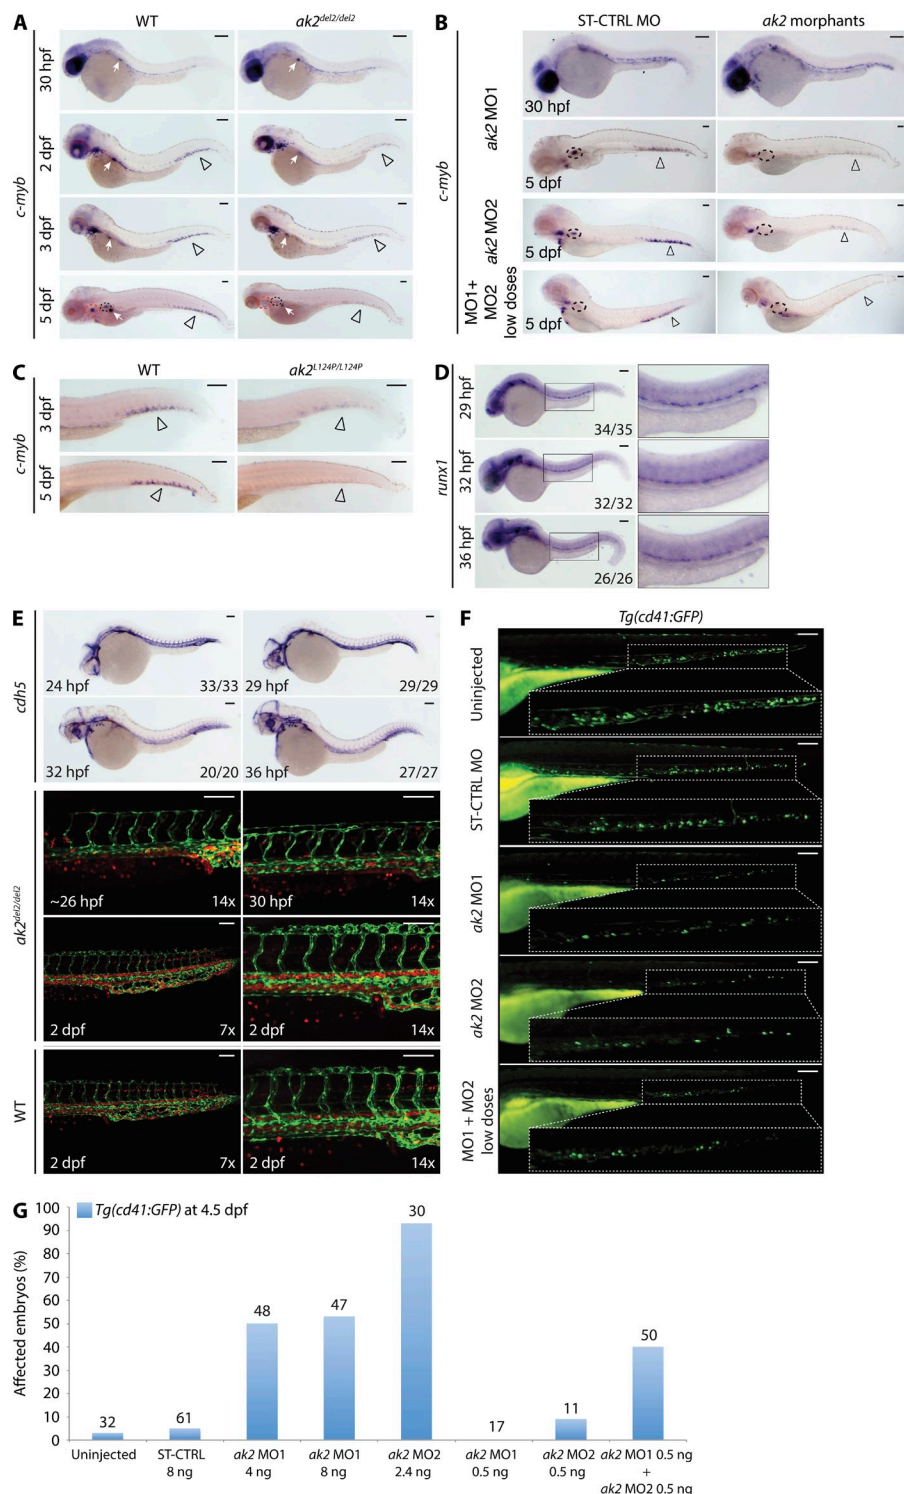 A
WT
ak2del2/del2
c-myb
30 hpf
2 dpf
3 dpf
5 dpf
B
ST-CTRL MO
ak2 morphants
c-myb
ak2 MO1
30 hpf
5 dpf
ak2 MO2
5 dpf
MO1+
MO2
low doses
5 dpf
C
WT
ak2L124P/L124P
c-myb
3 dpf
5 dpf
D
runx1
29 hpf
34/35
32 hpf
32/32
36 hpf
26/26
E
cdh5
24 hpf
33/33
29 hpf
29/29
32 hpf
20/20
36 hpf
27/27
ak2del2/del2
~26 hpf
14x
30 hpf
14x
2 dpf
7x
2 dpf
14x
WT
2 dpf
7x
2 dpf
14x
F
Tg(cd41:GFP)
Uninjected
ST-CTRL MO
ak2 MO1
ak2 MO2
MO1 + MO2
low doses
G
Tg(cd41:GFP) at 4.5 dpf
Affected embryos (%)
100
90
80
70
60
50
40
30
20
10
0
32
61
48
47
30
17
11
50
Uninjected
ST-CTRL
8 ng
ak2 MO1
4 ng
ak2 MO1
8 ng
ak2 MO2
2.4 ng
ak2 MO1
0.5 ng
ak2 MO2
0.5 ng
ak2 MO1 0.5 ng
+
ak2 MO2 0.5 ng